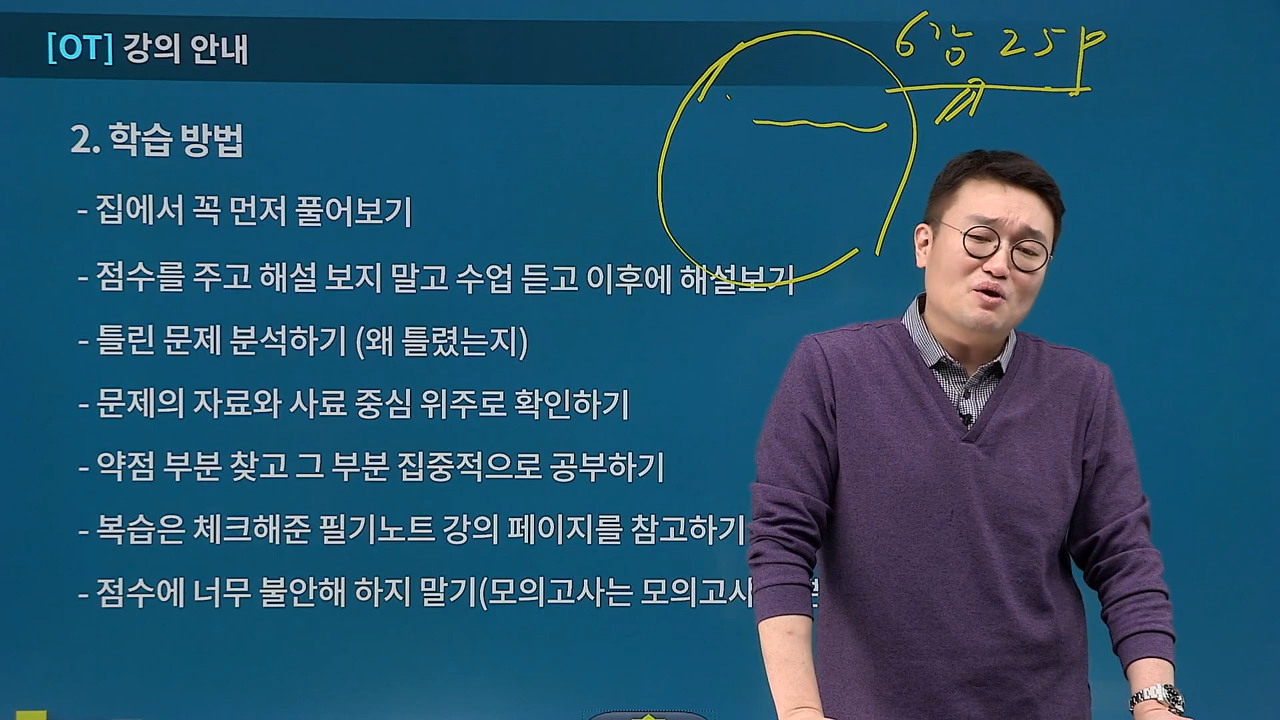 [OT] 강의 안내
6강 25p
2. 학습 방법
- 집에서 꼭 먼저 풀어보기
- 점수를 주고 해설 보지 말고 수업 듣고 이후에 해설보기
- 틀린 문제 분석하기 (왜 틀렸는지)
- 문제의 자료와 사료 중심 위주로 확인하기
- 약점 부분 찾고 그 부분 집중적으로 공부하기
- 복습은 체크해준 필기노트 강의 페이지를 참고하기
- 점수에 너무 불안해 하지 말기(모의고사는 모의고사